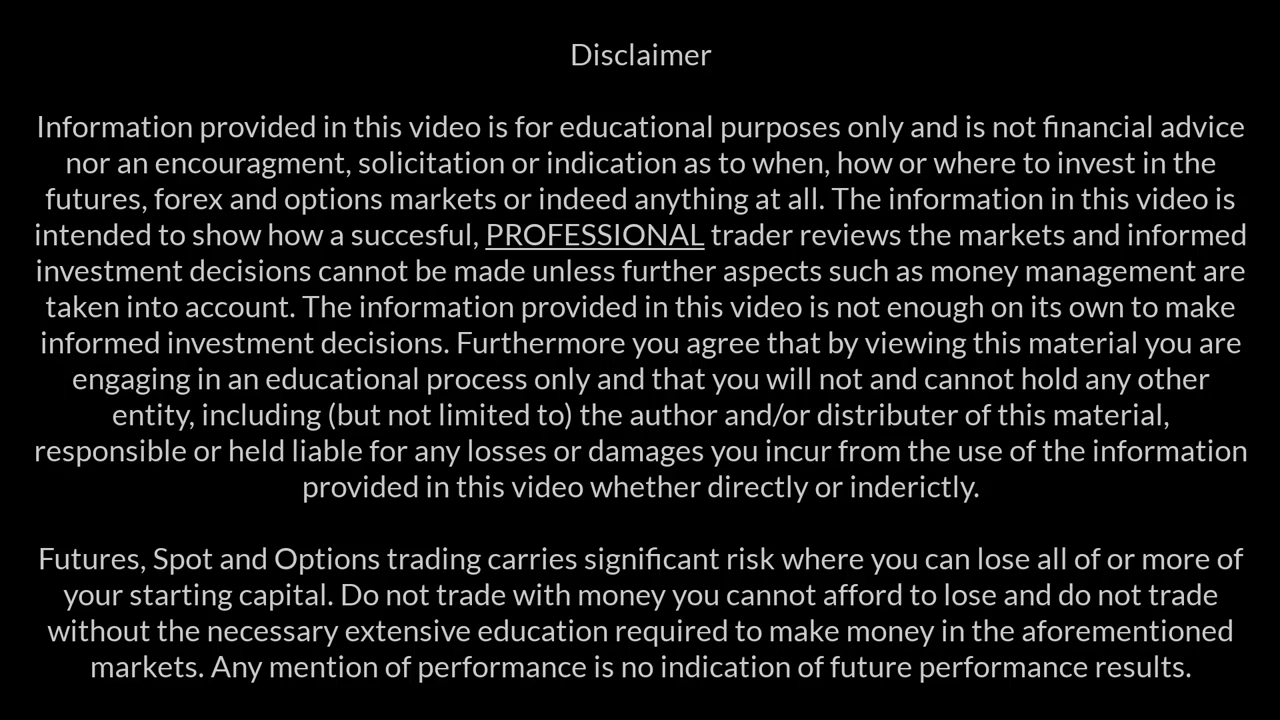 Disclaimer
Information provided in this video is for educational purposes only and is not financial advice
nor an encouragment, solicitation or indication as to when, how or where to invest in the
futures, forex and options markets or indeed anything at all. The information in this video is
intended to show how a succesful, PROFESSIONAL trader reviews the markets and informed
investment decisions cannot be made unless further aspects such as money management are
taken into account. The information provided in this video is not enough on its own to make
informed investment decisions. Furthermore you agree that by viewing this material you are
engaging in an educational process only and that you will not and cannot hold any other
entity, including (but not limited to) the author and/or distributer of this material,
responsible or held liable for any losses or damages you incur from the use of the information
provided in this video whether directly or inderictly.
Futures, Spot and Options trading carries significant risk where you can lose all of or more of
your starting capital. Do not trade with money you cannot afford to lose and do not trade
without the necessary extensive education required to make money in the aforementioned
markets. Any mention of performance is no indication of future performance results.